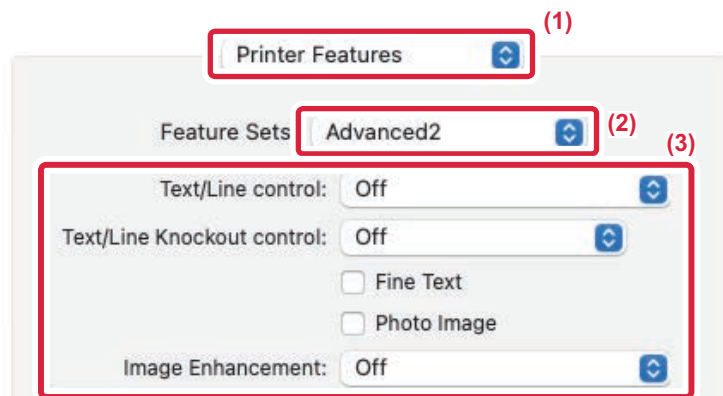 (1)
Printer Features
Feature Sets Advanced2 (2)
(3)
Text/Line control: Off
Text/Line Knockout control: Off
Fine Text
Photo Image
Image Enhancement: Off